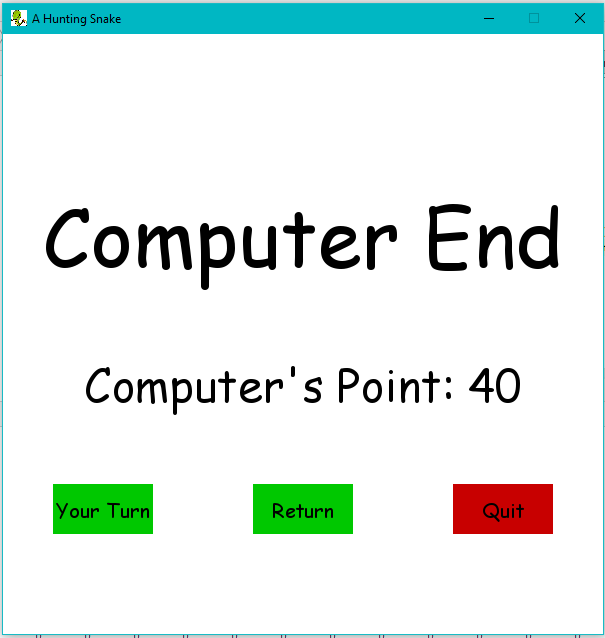 A Hunting Snake
Computer End
Computer's Point: 40
Your Turn
Return
Quit